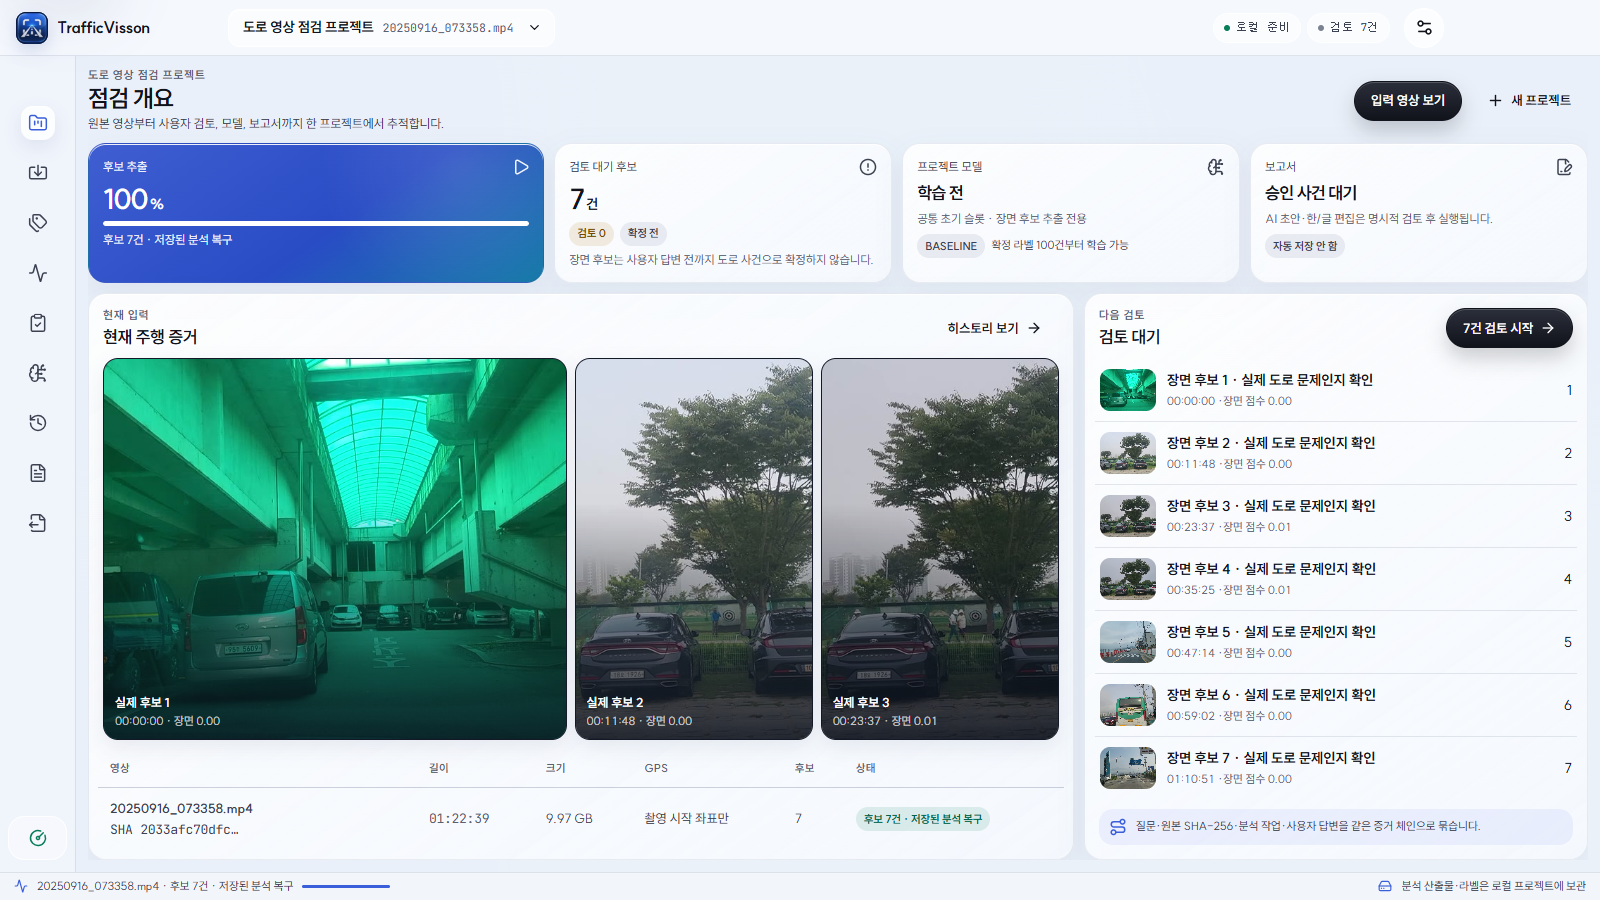 TrafficVisson
도로 영상 점검 프로젝트 20250916_073358.mp4
로컬 준비
검토 7건
도로 영상 점검 프로젝트
점검 개요
원본 영상부터 사용자 검토, 모델, 보고서까지 한 프로젝트에서 추적합니다.
입력 영상 보기
새 프로젝트
후보 추출
100%
후보 7건 · 저장된 분석 복구
검토 대기 후보
7건
검토 0
확정 전
장면 후보는 사용자 답변 전까지 도로 사건으로 확정하지 않습니다.
프로젝트 모델
학습 전
공통 초기 슬롯 · 장면 후보 추출 전용
BASELINE
확정 라벨 100건부터 학습 가능
보고서
승인 사건 대기
AI 초안·한/글 편집은 명시적 검토 후 실행됩니다.
자동 저장 안 함
현재 입력
현재 주행 증거
히스토리 보기
실제 후보 1
00:00:00 · 장면 0.00
실제 후보 2
00:11:48 · 장면 0.00
실제 후보 3
00:23:37 · 장면 0.01
영상
길이
크기
GPS
후보
상태
20250916_073358.mp4
SHA 2033afc70dfc…
01:22:39
9.97 GB
촬영 시작 좌표만
7
후보 7건 · 저장된 분석 복구
다음 검토
검토 대기
7건 검토 시작
장면 후보 1 · 실제 도로 문제인지 확인
00:00:00 · 장면 점수 0.00
1
장면 후보 2 · 실제 도로 문제인지 확인
00:11:48 · 장면 점수 0.00
2
장면 후보 3 · 실제 도로 문제인지 확인
00:23:37 · 장면 점수 0.01
3
장면 후보 4 · 실제 도로 문제인지 확인
00:35:25 · 장면 점수 0.01
4
장면 후보 5 · 실제 도로 문제인지 확인
00:47:14 · 장면 점수 0.00
5
장면 후보 6 · 실제 도로 문제인지 확인
00:59:02 · 장면 점수 0.00
6
장면 후보 7 · 실제 도로 문제인지 확인
01:10:51 · 장면 점수 0.00
7
질문·원본 SHA-256·분석 작업·사용자 답변을 같은 증거 체인으로 묶습니다.
20250916_073358.mp4 · 후보 7건 · 저장된 분석 복구
분석 산출물·라벨은 로컬 프로젝트에 보관